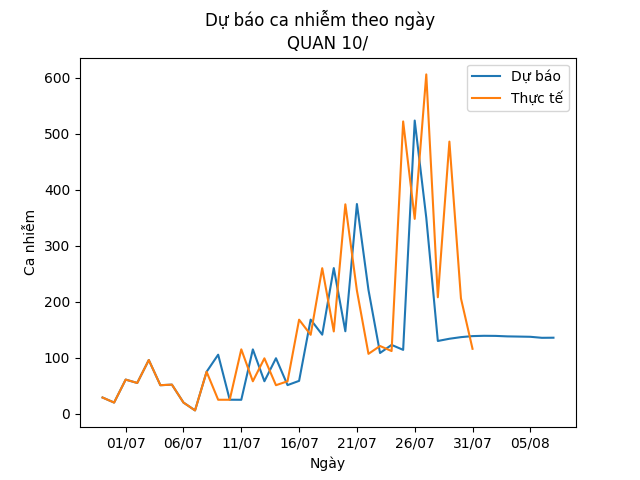 Dự báo ca nhiễm theo ngày
QUAN 10/
Dự báo
Thực tế
600
500
400
300
200
100
0
Ca nhiễm
01/07 06/07 11/07 16/07 21/07 26/07 31/07 05/08
Ngày